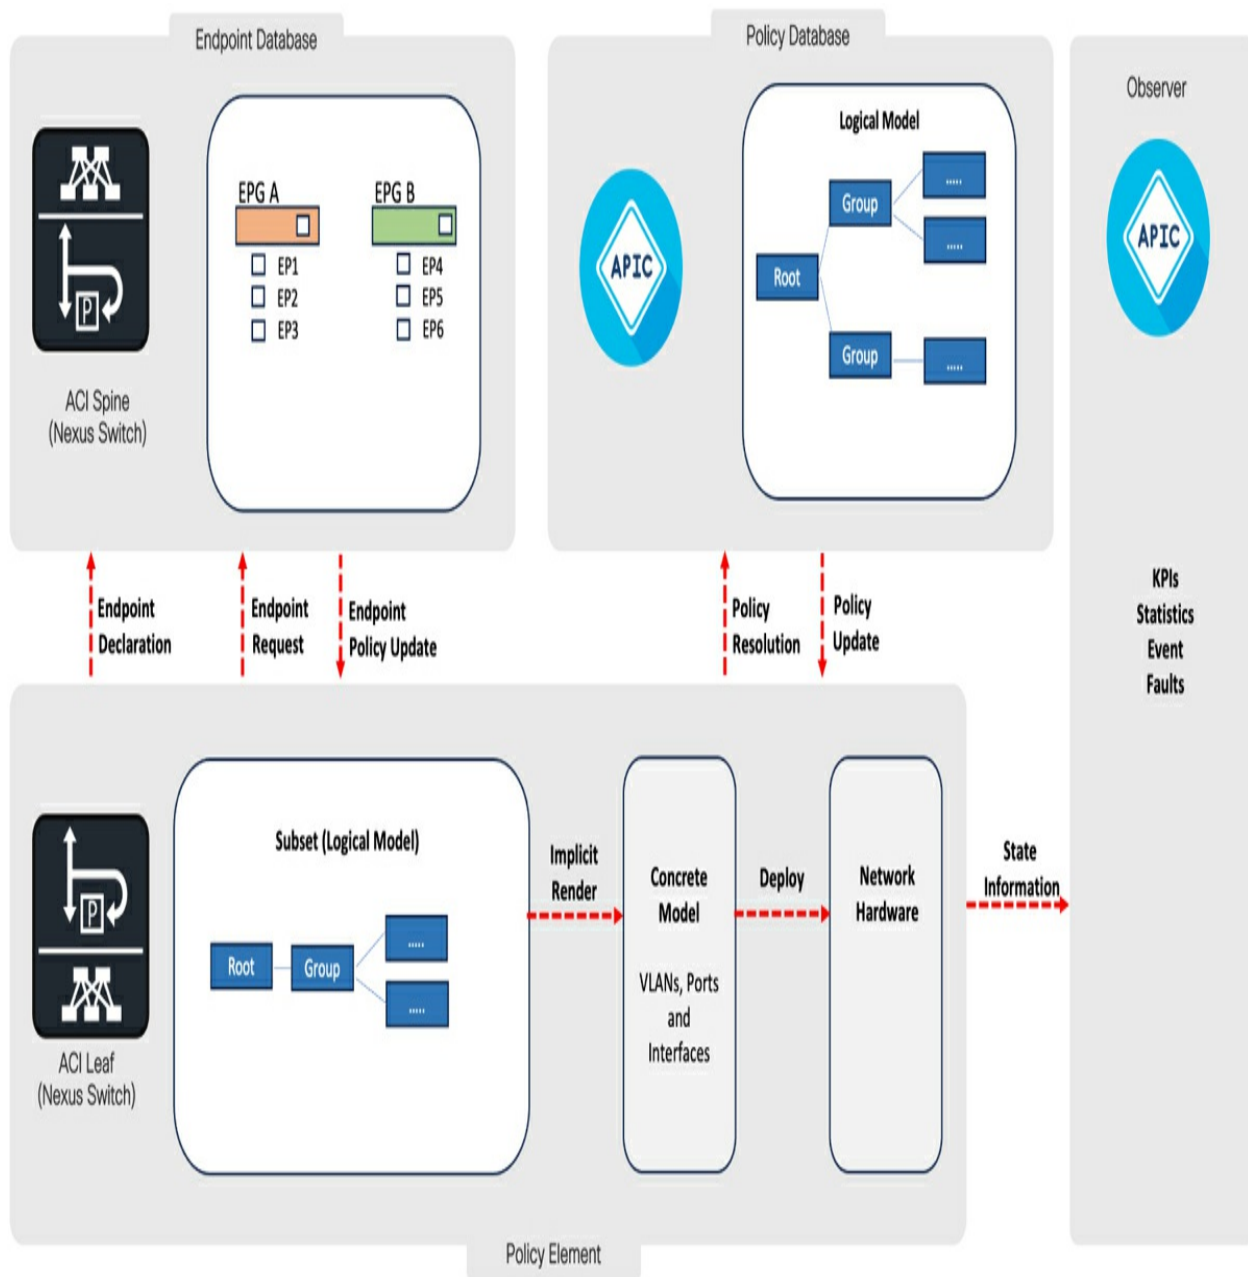 Endpoint Database
EPG A
EPG B
EP1
EP2
EP3
EP4
EP5
EP6
P
ACI Spine
(Nexus Switch)
Policy Database
APIC
Logical Model
Root
Group
.....
.....
Group
.....
Observer
APIC
KPIs
Statistics
Event
Faults
Endpoint
Declaration
Endpoint
Request
Endpoint
Policy Update
Policy
Resolution
Policy
Update
P
ACI Leaf
(Nexus Switch)
Subset (Logical Model)
Root
Group
.....
.....
Implicit
Render
Concrete
Model
VLANs, Ports
and
Interfaces
Deploy
Network
Hardware
State
Information
Policy Element